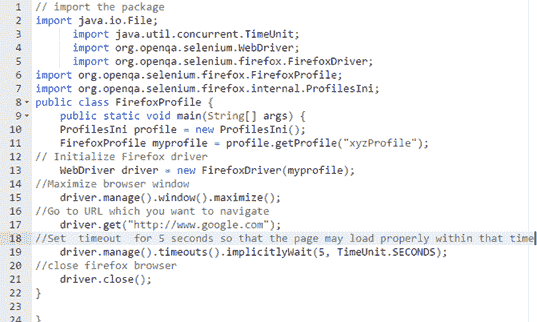 1 // import the package
2 import java.io.File;
3 import java.util.concurrent.TimeUnit;
4 import org.openqa.selenium.WebDriver;
5 import org.openqa.selenium.firefox.FirefoxDriver;
6 import org.openqa.selenium.firefox.FirefoxProfile;
7 import org.openqa.selenium.firefox.internal.ProfilesIni;
8 public class FirefoxProfile {
9 public static void main(String[] args) {
10 ProfilesIni profile = new ProfilesIni();
11 FirefoxProfile myprofile = profile.getProfile("xyzProfile");
12 // Initialize Firefox driver
13 WebDriver driver = new FirefoxDriver(myprofile);
14 //Maximize browser window
15 driver.manage().window().maximize();
16 //Go to URL which you want to navigate
17 driver.get("http://www.google.com");
18 //Set timeout for 5 seconds so that the page may load properly within that time
19 driver.manage().timeouts().implicitlyWait(5, TimeUnit.SECONDS);
20 //close firefox browser
21 driver.close();
22 }
23
24 }